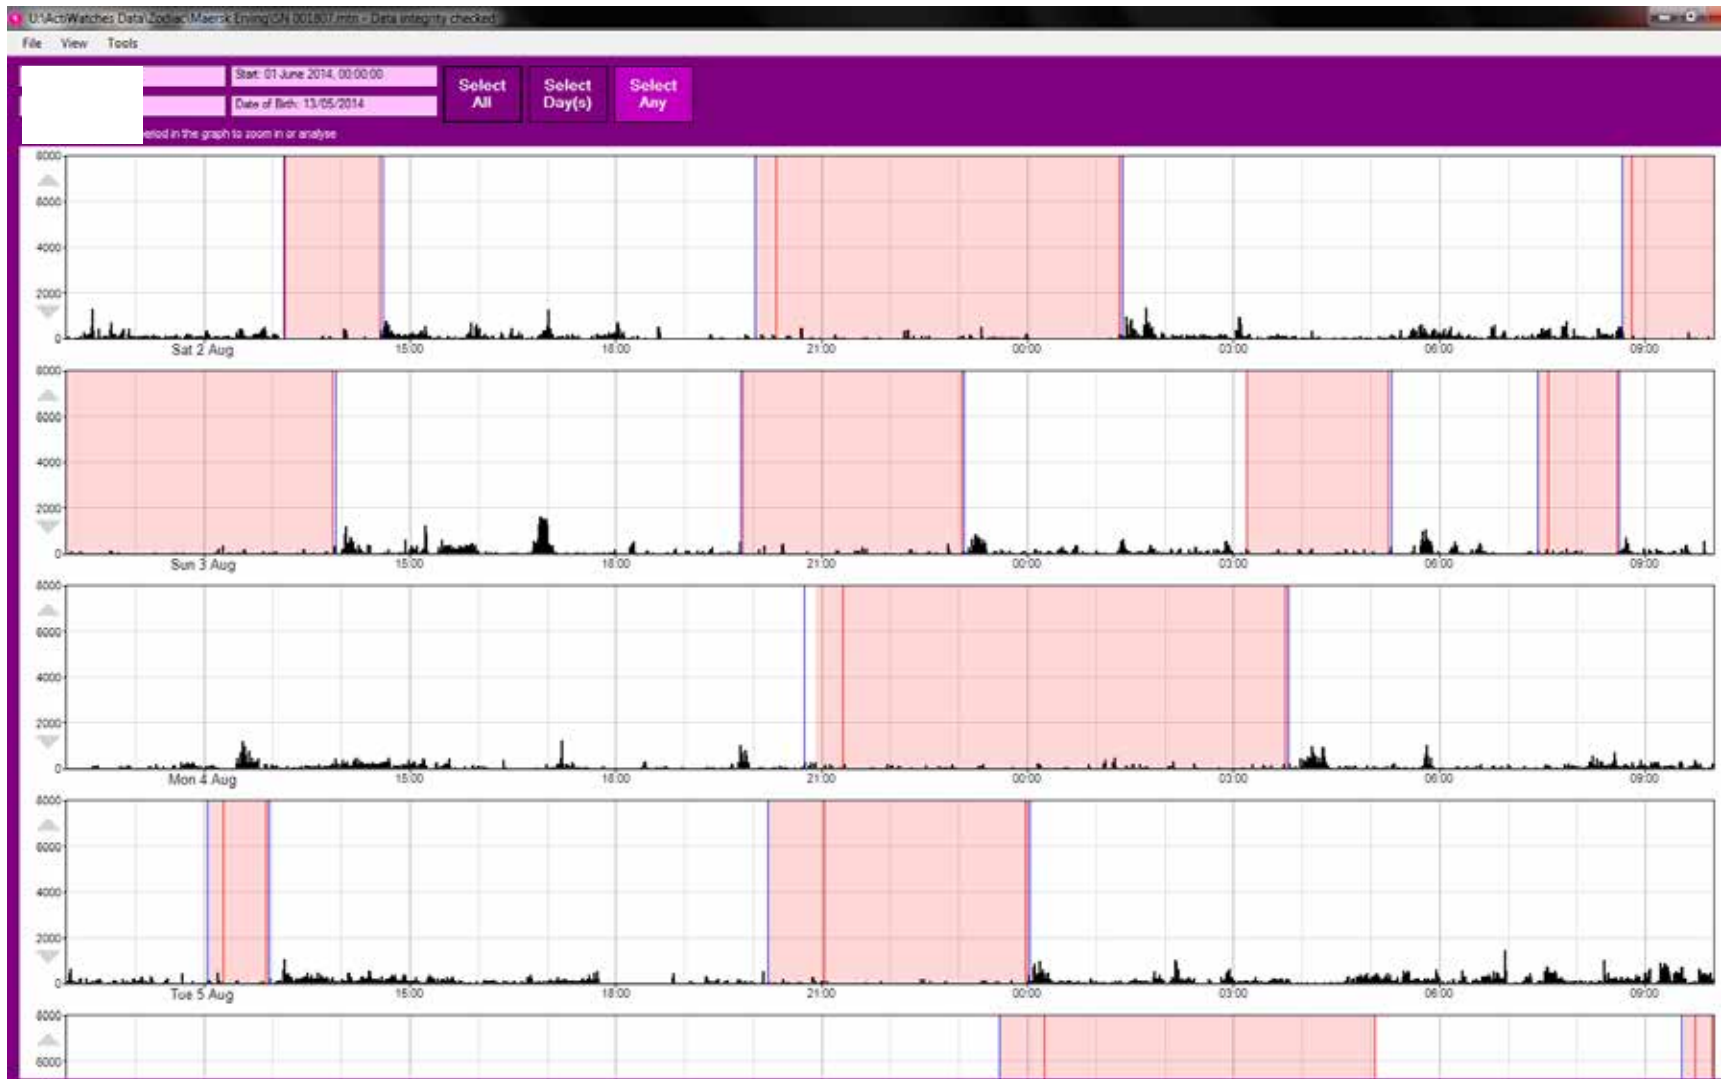 U:\ActiWatches Data\Zodiac\Maersk Erving\SN 001807.mtn - Data integrity checked
File View Tools
Start: 01 June 2014, 00:00:00
Date of Birth: 13/05/2014
Select All
Select Day(s)
Select Any
period in the graph to zoom in or analyse
8000
6000
4000
2000
0
Sat 2 Aug 15:00 18:00 21:00 00:00 03:00 06:00 09:00
8000
6000
4000
2000
0
Sun 3 Aug 15:00 18:00 21:00 00:00 03:00 06:00 09:00
8000
6000
4000
2000
0
Mon 4 Aug 15:00 18:00 21:00 00:00 03:00 06:00 09:00
8000
6000
4000
2000
0
Tue 5 Aug 15:00 18:00 21:00 00:00 03:00 06:00 09:00
8000
6000